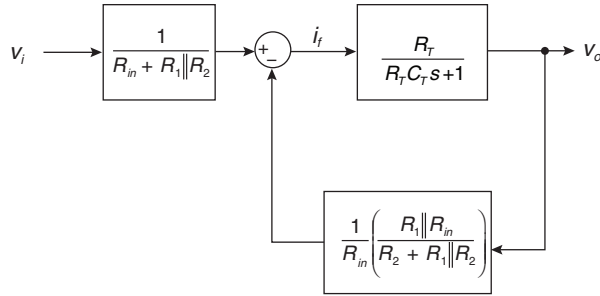 v_i
1
R_in + R_1‖R_2
+
−
i_f
R_T
R_T C_T s+1
v_o
1
R_in
(
R_1‖R_in
R_2 + R_1‖R_2
)